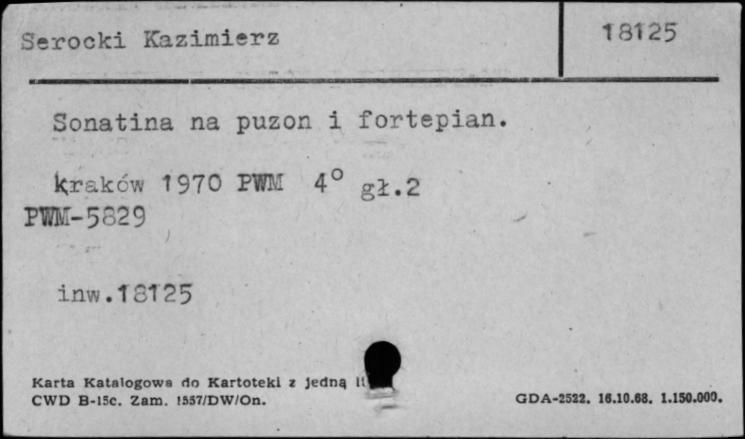 Serocki Kazimierz
18125
Sonatina na puzon i fortepian.
kraków 1970 PWM 4° gł.2
PWM-5829
inw.18125
Karta Katalogowa do Kartoteki z jedną
CWD B-15c. Zam. 1557/DW/On.
GDA-2522. 16.10.68. 1.150.000.